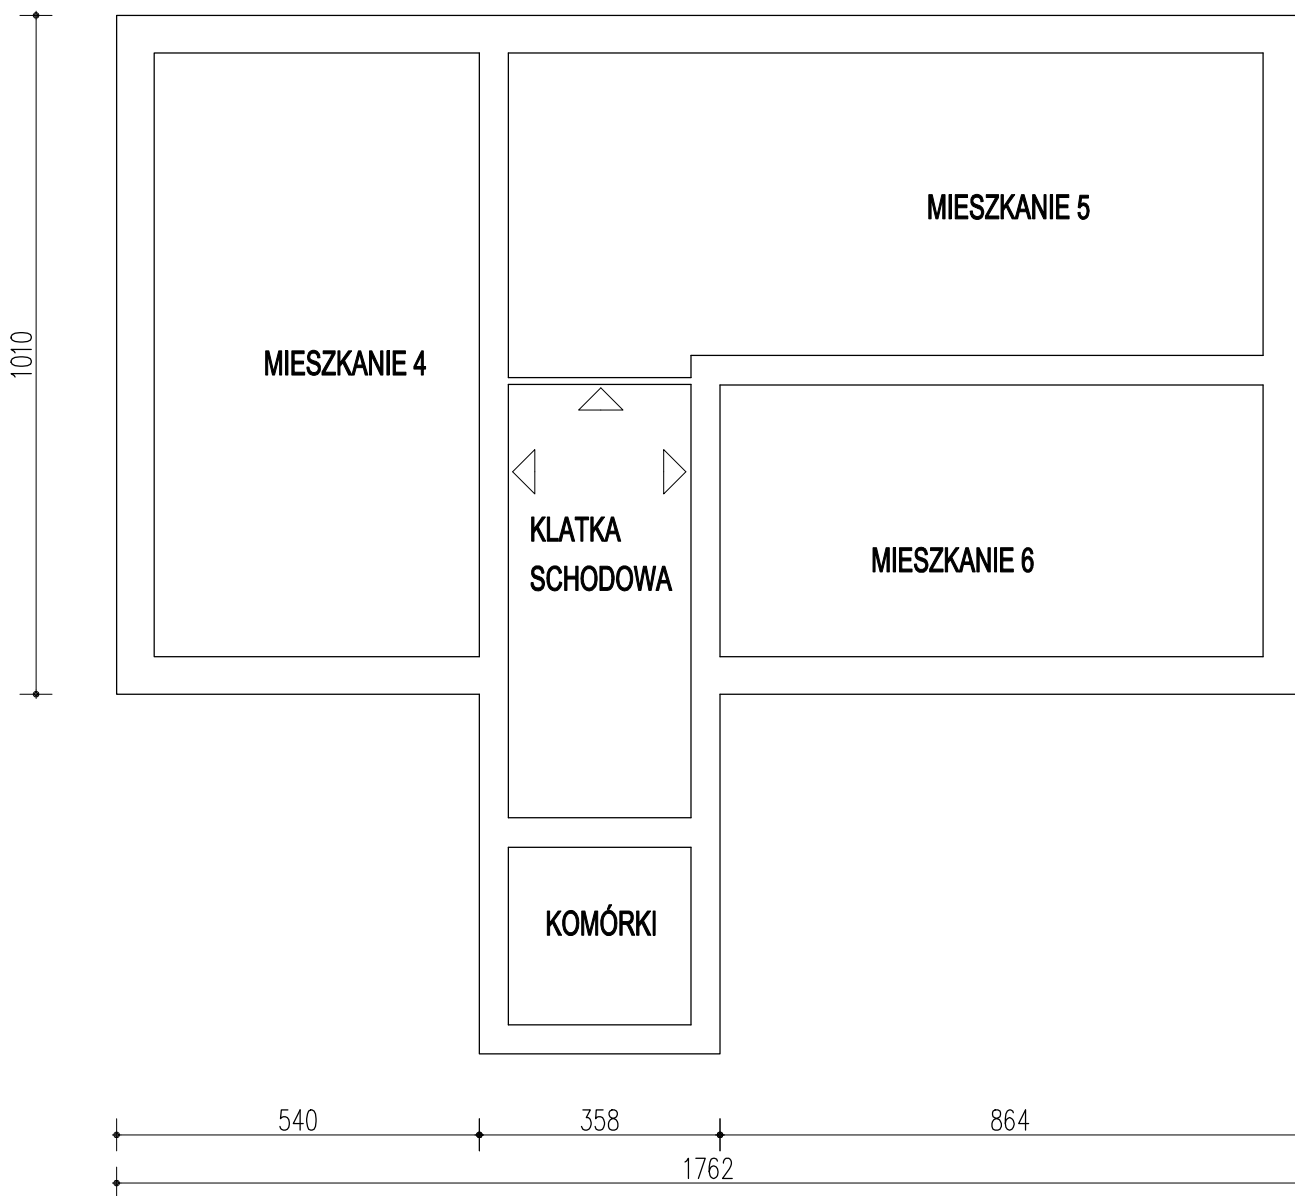 MIESZKANIE 5
1010
MIESZKANIE 4
KLATKA
SCHODOWA
MIESZKANIE 6
KOMÓRKI
540
358
864
1762